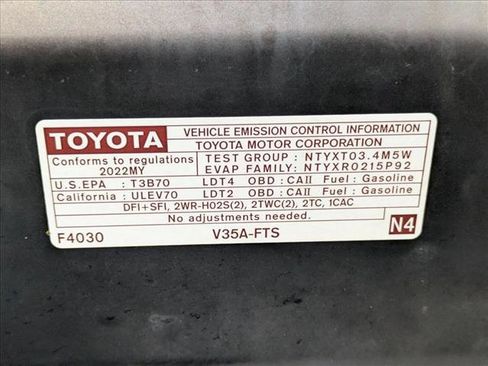 TOYOTA
VEHICLE EMISSION CONTROL INFORMATION
TOYOTA MOTOR CORPORATION
Conforms to regulations
2022MY
TEST GROUP : NTYXT03.4M5W
EVAP FAMILY: NTYXR0215P92
U.S.EPA : T3B70 LDT4 OBD : CAII Fuel : Gasoline
California : ULEV70 LDT2 OBD : CAII Fuel : Gasoline
DFI+SFI, 2WR-HO2S(2), 2TWC(2), 2TC, 1CAC
No adjustments needed.
F4030 V35A-FTS N4